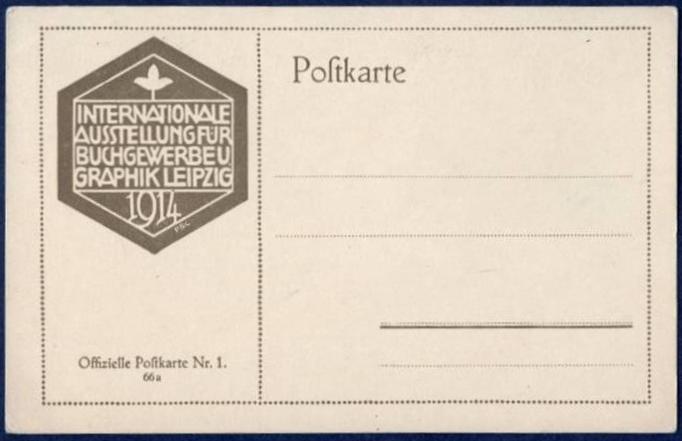 INTERNATIONALE
AUSSTELLUNG FÜR
BUCHGEWERBE U
GRAPHIK LEIPZIG
1914
Poſtkarte
Offizielle Poſtkarte Nr. 1.
66a